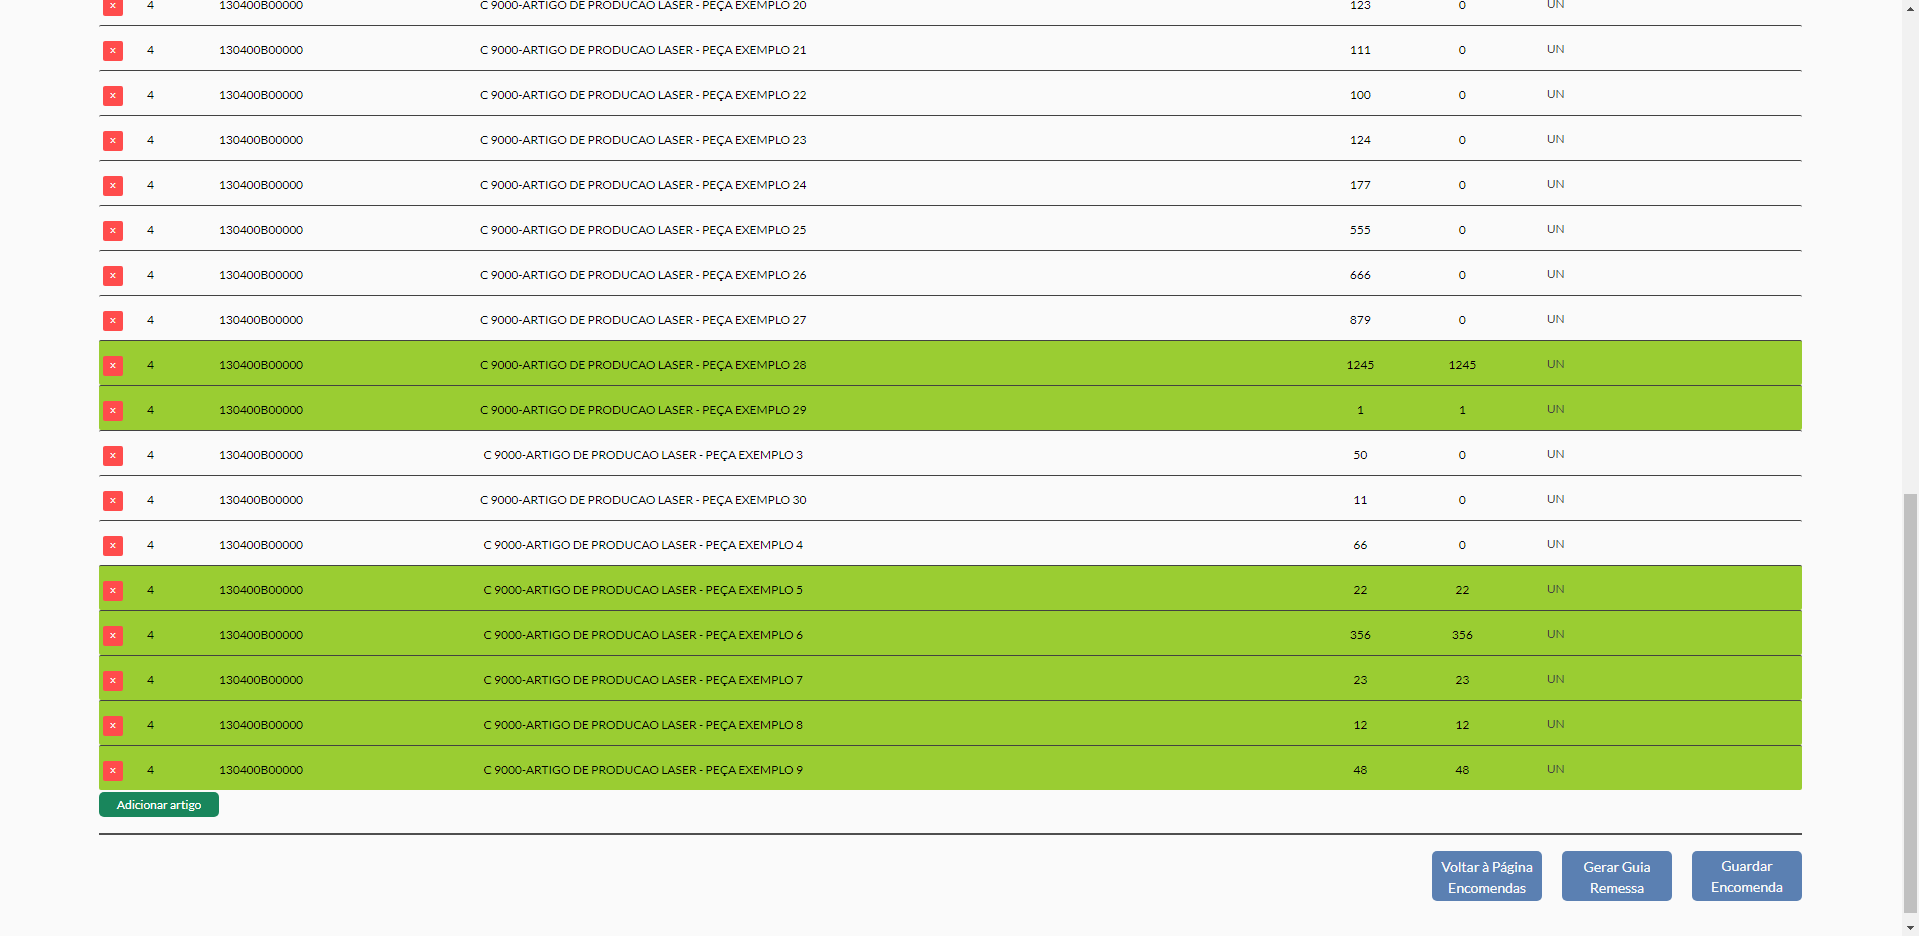 x 4 130400B00000 C 9000-ARTIGO DE PRODUCAO LASER - PEÇA EXEMPLO 20 123 0 UN
x 4 130400B00000 C 9000-ARTIGO DE PRODUCAO LASER - PEÇA EXEMPLO 21 111 0 UN
x 4 130400B00000 C 9000-ARTIGO DE PRODUCAO LASER - PEÇA EXEMPLO 22 100 0 UN
x 4 130400B00000 C 9000-ARTIGO DE PRODUCAO LASER - PEÇA EXEMPLO 23 124 0 UN
x 4 130400B00000 C 9000-ARTIGO DE PRODUCAO LASER - PEÇA EXEMPLO 24 177 0 UN
x 4 130400B00000 C 9000-ARTIGO DE PRODUCAO LASER - PEÇA EXEMPLO 25 555 0 UN
x 4 130400B00000 C 9000-ARTIGO DE PRODUCAO LASER - PEÇA EXEMPLO 26 666 0 UN
x 4 130400B00000 C 9000-ARTIGO DE PRODUCAO LASER - PEÇA EXEMPLO 27 879 0 UN
x 4 130400B00000 C 9000-ARTIGO DE PRODUCAO LASER - PEÇA EXEMPLO 28 1245 1245 UN
x 4 130400B00000 C 9000-ARTIGO DE PRODUCAO LASER - PEÇA EXEMPLO 29 1 1 UN
x 4 130400B00000 C 9000-ARTIGO DE PRODUCAO LASER - PEÇA EXEMPLO 3 50 0 UN
x 4 130400B00000 C 9000-ARTIGO DE PRODUCAO LASER - PEÇA EXEMPLO 30 11 0 UN
x 4 130400B00000 C 9000-ARTIGO DE PRODUCAO LASER - PEÇA EXEMPLO 4 66 0 UN
x 4 130400B00000 C 9000-ARTIGO DE PRODUCAO LASER - PEÇA EXEMPLO 5 22 22 UN
x 4 130400B00000 C 9000-ARTIGO DE PRODUCAO LASER - PEÇA EXEMPLO 6 356 356 UN
x 4 130400B00000 C 9000-ARTIGO DE PRODUCAO LASER - PEÇA EXEMPLO 7 23 23 UN
x 4 130400B00000 C 9000-ARTIGO DE PRODUCAO LASER - PEÇA EXEMPLO 8 12 12 UN
x 4 130400B00000 C 9000-ARTIGO DE PRODUCAO LASER - PEÇA EXEMPLO 9 48 48 UN
Adicionar artigo
Voltar à Página
Encomendas
Gerar Guia
Remessa
Guardar
Encomenda